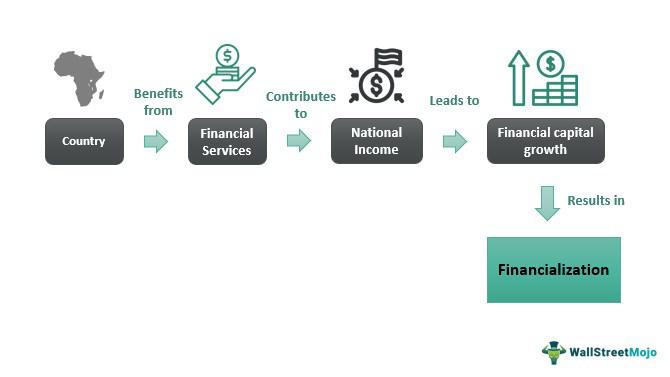 Benefits
from
Contributes
to
Leads to
Country
Financial
Services
National
Income
Financial capital
growth
Results in
Financialization
WallStreetMojo